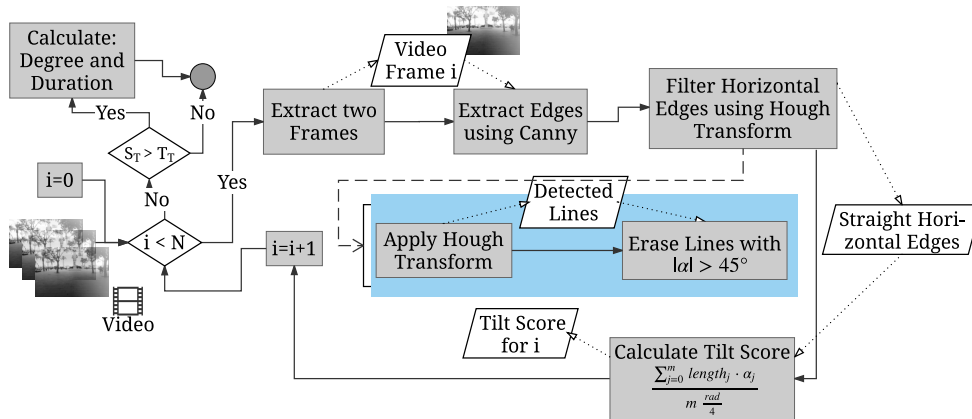 Calculate:
Degree and
Duration
Yes
No
S_T > T_T
i=0
No
Yes
i < N
Video
Extract two
Frames
Video
Frame i
Extract Edges
using Canny
Filter Horizontal
Edges using Hough
Transform
Detected
Lines
Apply Hough
Transform
Erase Lines with
|α| > 45°
Straight Hori-
zontal Edges
i=i+1
Tilt Score
for i
Calculate Tilt Score
∑_{j=0}^{m} length_j · α_j
m rad/4